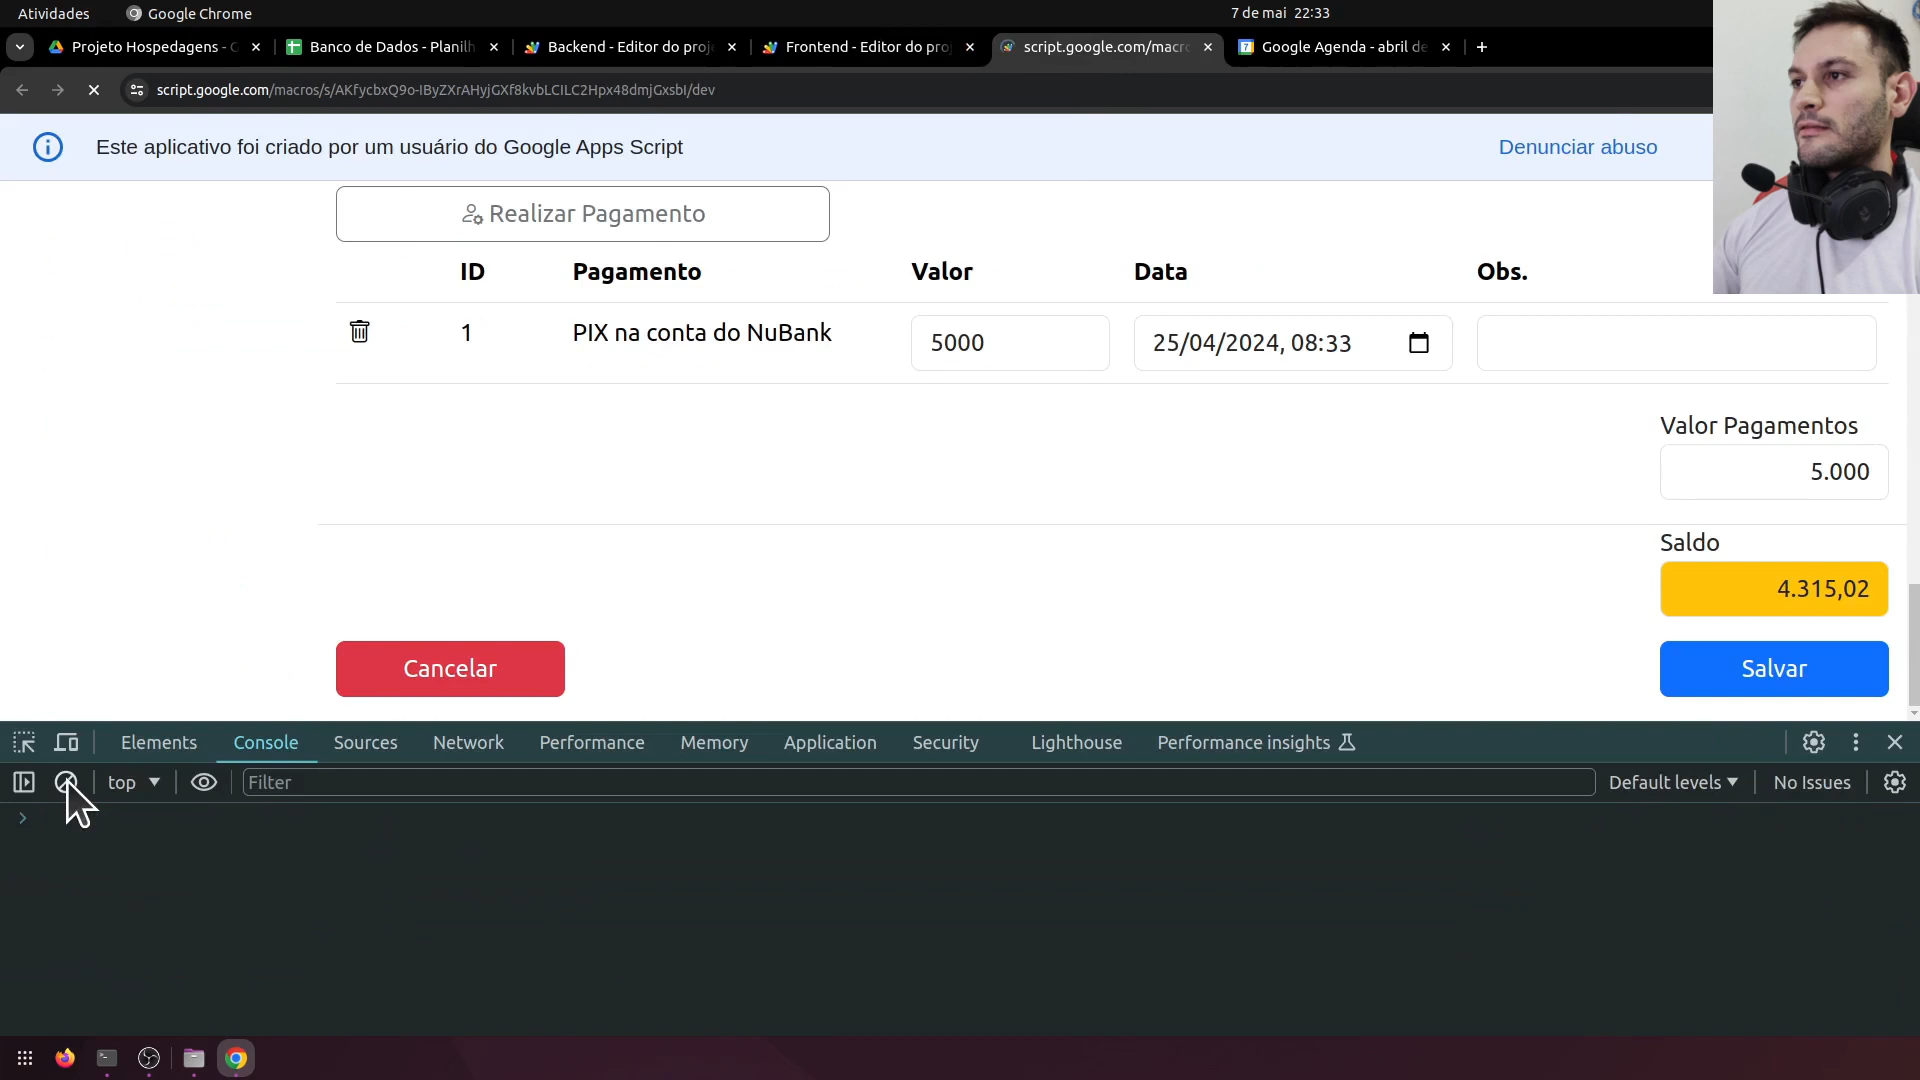 Atividades
Google Chrome
7 de mai 22:33
Projeto Hospedagens -
Banco de Dados - Planilh
Backend - Editor do proj
Frontend - Editor do proj
script.google.com/macro
Google Agenda - abril de
script.google.com/macros/s/AKfycbxQ9o-IByZXrAHyjGXf8kvbLCILC2Hpx48dmjGxsbI/dev
Este aplicativo foi criado por um usuário do Google Apps Script
Denunciar abuso
Realizar Pagamento
ID Pagamento Valor Data Obs.
1 PIX na conta do NuBank 5000 25/04/2024, 08:33
Valor Pagamentos
5.000
Saldo
4.315,02
Cancelar
Salvar
Elements Console Sources Network Performance Memory Application Security Lighthouse Performance insights
top Filter Default levels No Issues